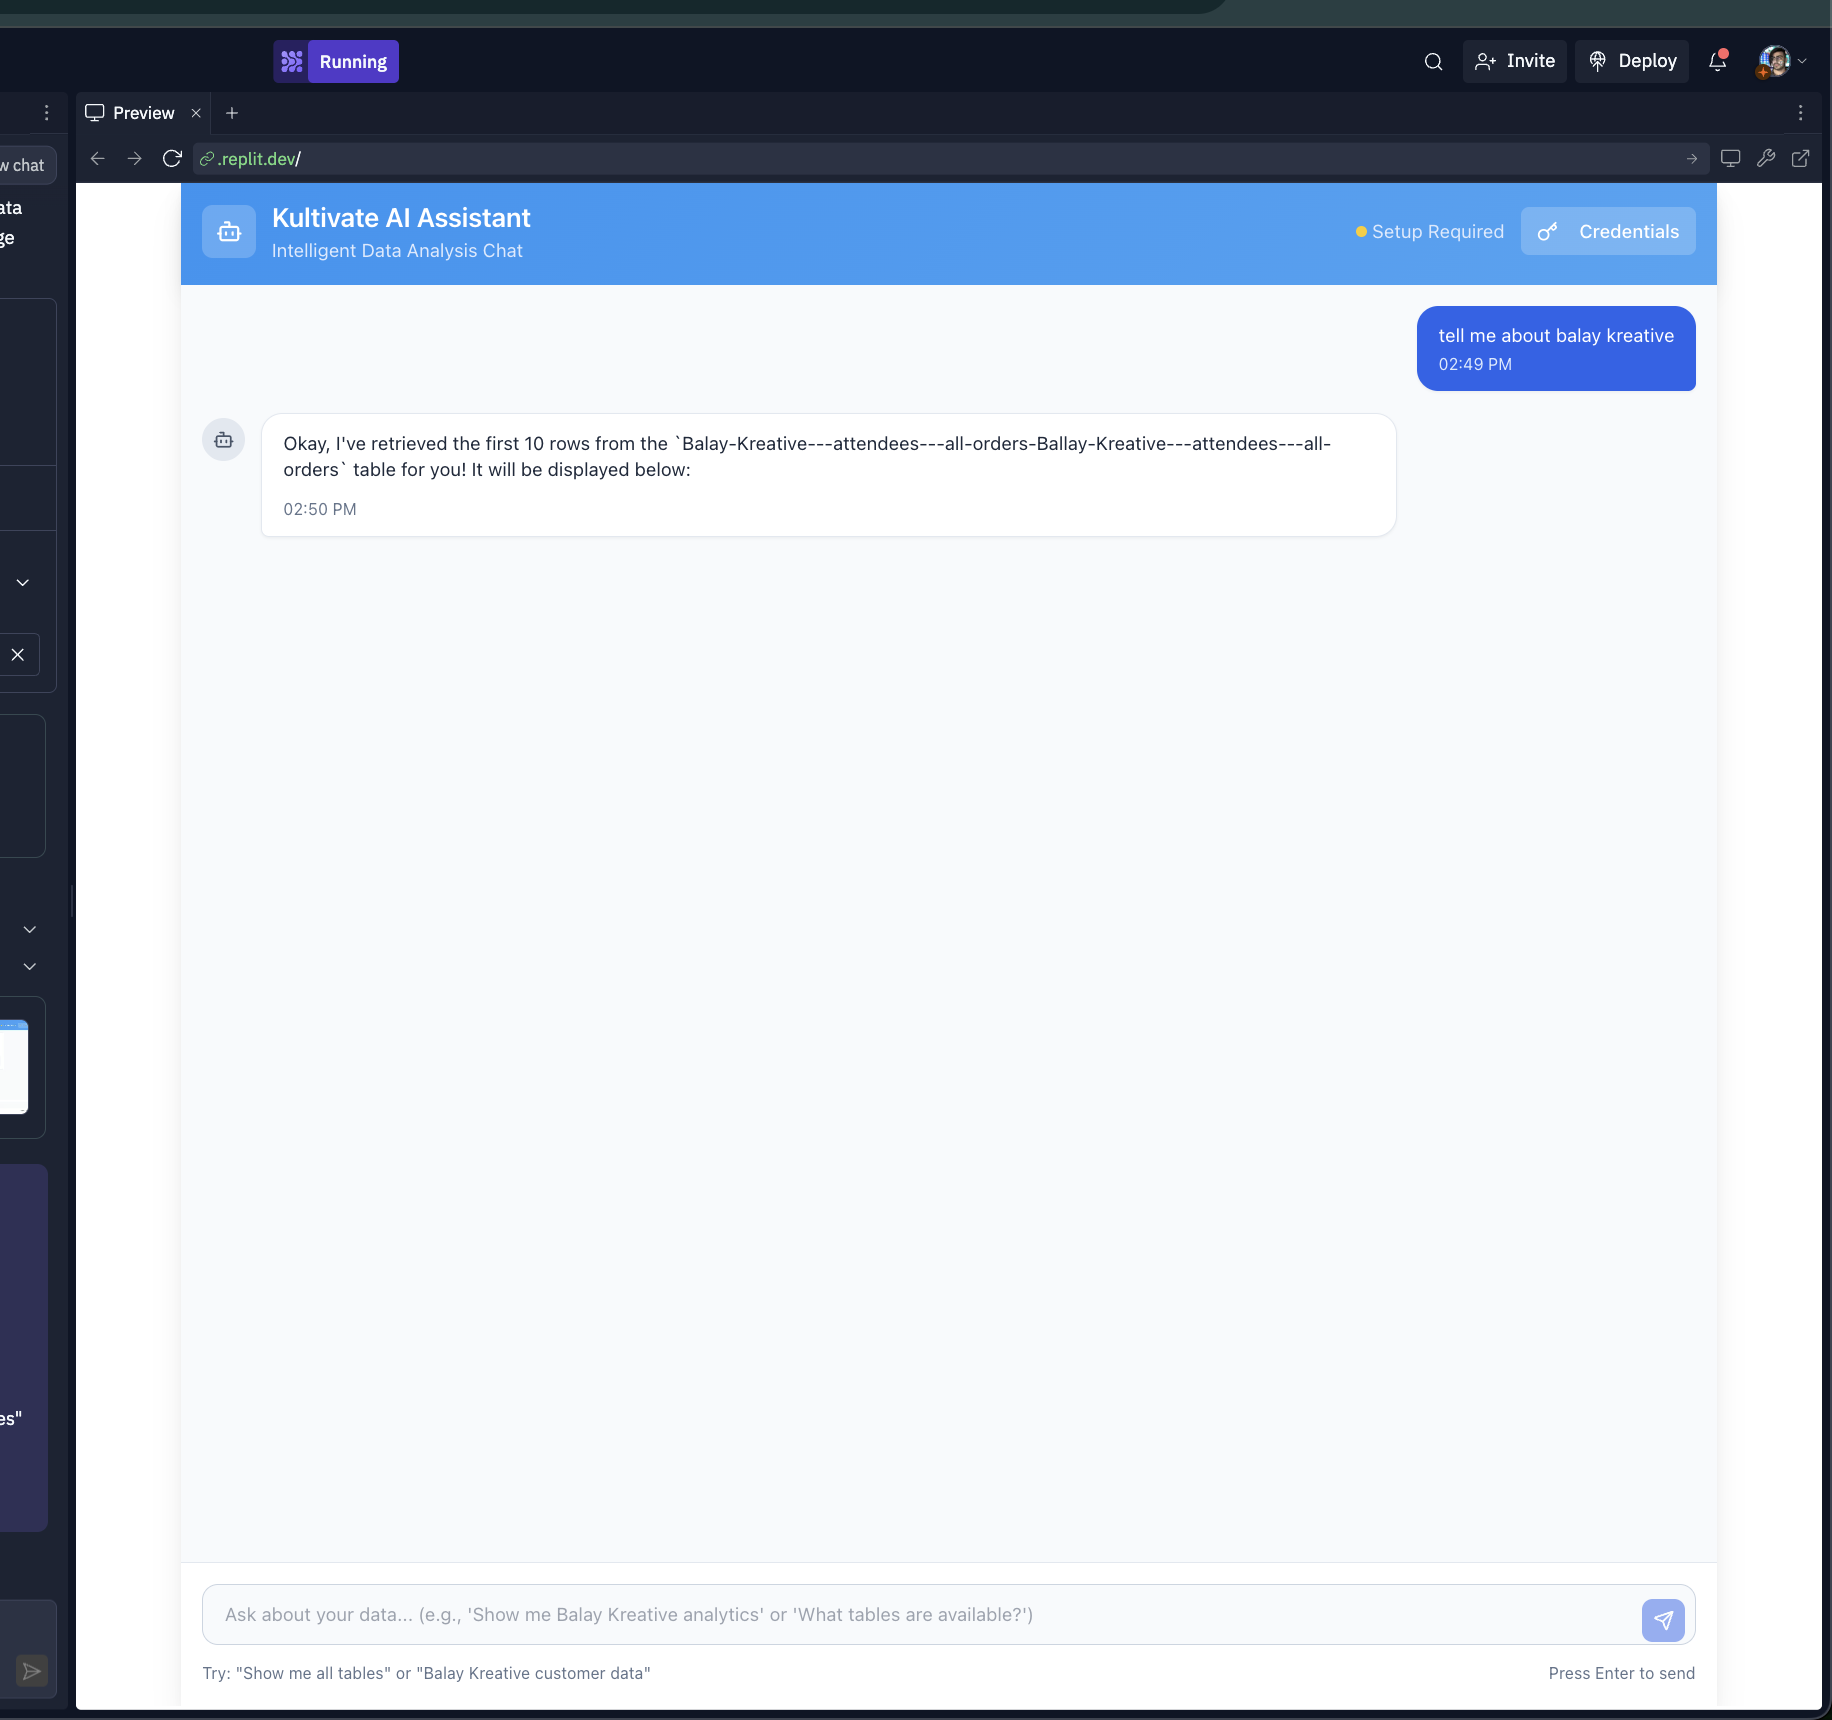 Running
Invite
Deploy
Preview
w chat
.replit.dev/
ata
ge
Kultivate AI Assistant
Intelligent Data Analysis Chat
Setup Required
Credentials
tell me about balay kreative
02:49 PM
Okay, I've retrieved the first 10 rows from the `Balay-Kreative---attendees---all-orders-Ballay-Kreative---attendees---all-
orders` table for you! It will be displayed below:
02:50 PM
es"
Ask about your data... (e.g., 'Show me Balay Kreative analytics' or 'What tables are available?')
Try: "Show me all tables" or "Balay Kreative customer data"
Press Enter to send